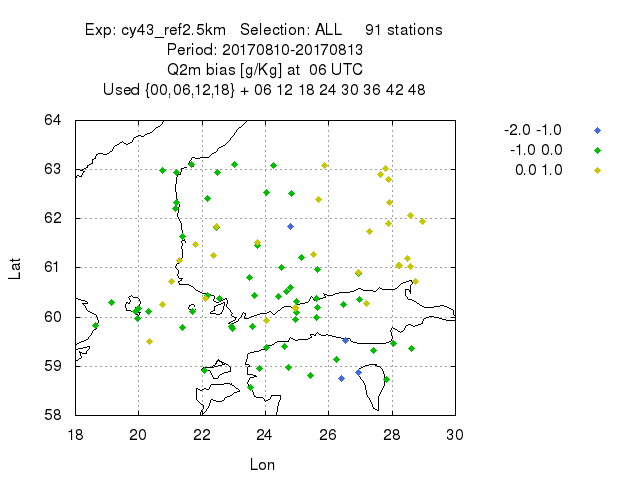 Exp: cy43_ref2.5km Selection: ALL 91 stations
Period: 20170810-20170813
Q2m bias [g/Kg] at 06 UTC
Used {00,06,12,18} + 06 12 18 24 30 36 42 48
64
63
62
61
60
59
58
Lat
18 20 22 24 26 28 30
Lon
-2.0 -1.0
-1.0 0.0
0.0 1.0